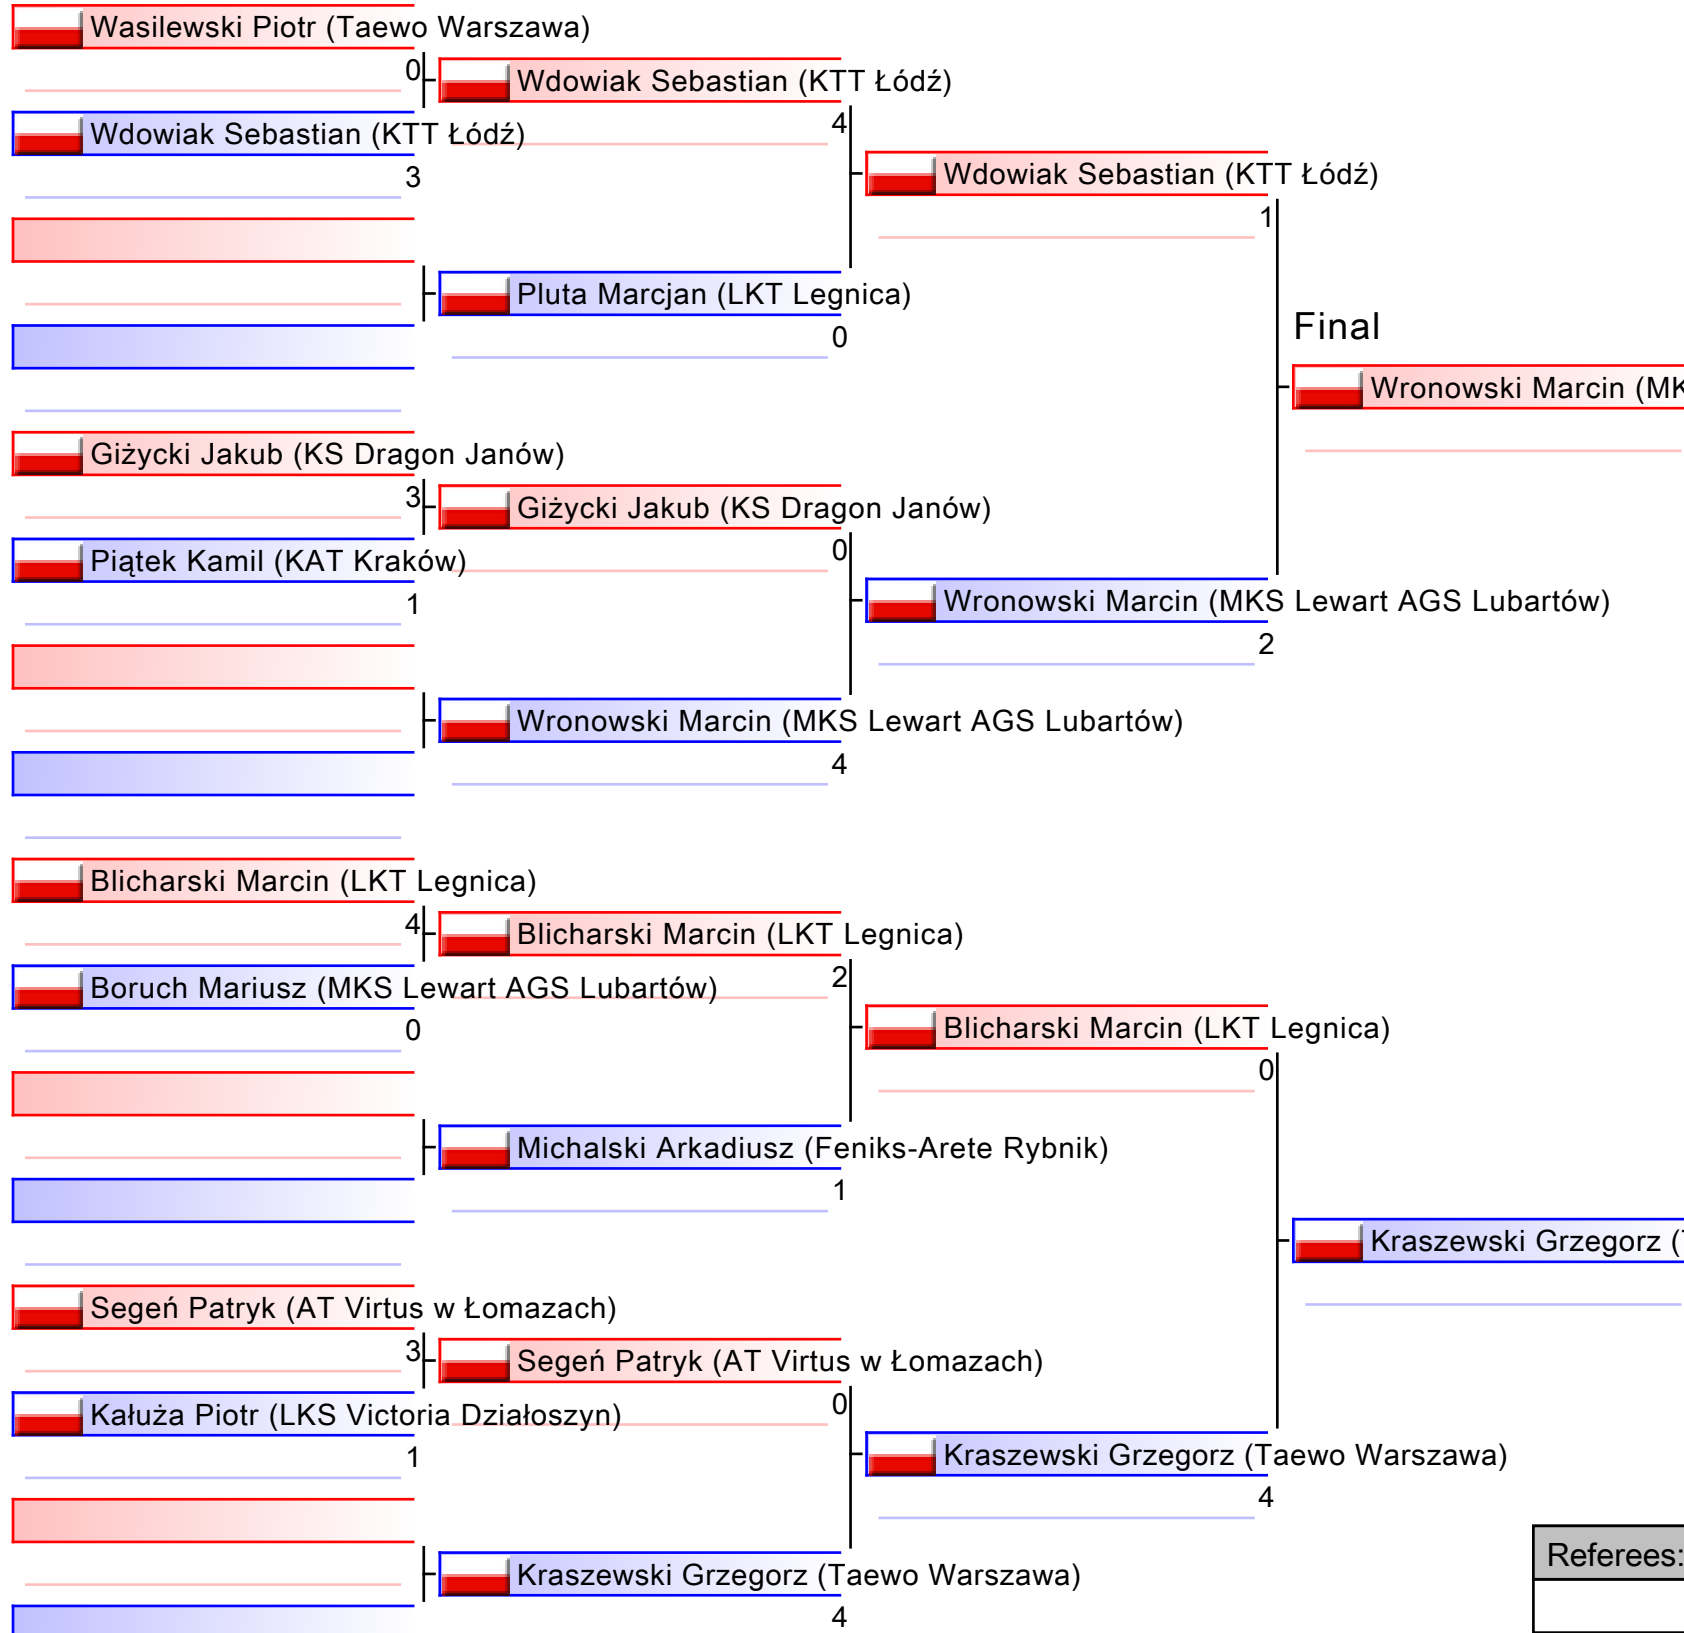 Wasilewski Piotr (Taewo Warszawa)
0
Wdowiak Sebastian (KTT Łódź)
Wdowiak Sebastian (KTT Łódź)
4
3
Wdowiak Sebastian (KTT Łódź)
1
Pluta Marcjan (LKT Legnica)
0
Final
Wronowski Marcin (MK
Giżycki Jakub (KS Dragon Janów)
3
Giżycki Jakub (KS Dragon Janów)
0
Piątek Kamil (KAT Kraków)
1
Wronowski Marcin (MKS Lewart AGS Lubartów)
2
Wronowski Marcin (MKS Lewart AGS Lubartów)
4
Blicharski Marcin (LKT Legnica)
4
Blicharski Marcin (LKT Legnica)
2
Boruch Mariusz (MKS Lewart AGS Lubartów)
0
Blicharski Marcin (LKT Legnica)
0
Michalski Arkadiusz (Feniks-Arete Rybnik)
1
Kraszewski Grzegorz (T
Segeń Patryk (AT Virtus w Łomazach)
3
Segeń Patryk (AT Virtus w Łomazach)
0
Kałuża Piotr (LKS Victoria Działoszyn)
1
Kraszewski Grzegorz (Taewo Warszawa)
4
Referees:
Kraszewski Grzegorz (Taewo Warszawa)
4